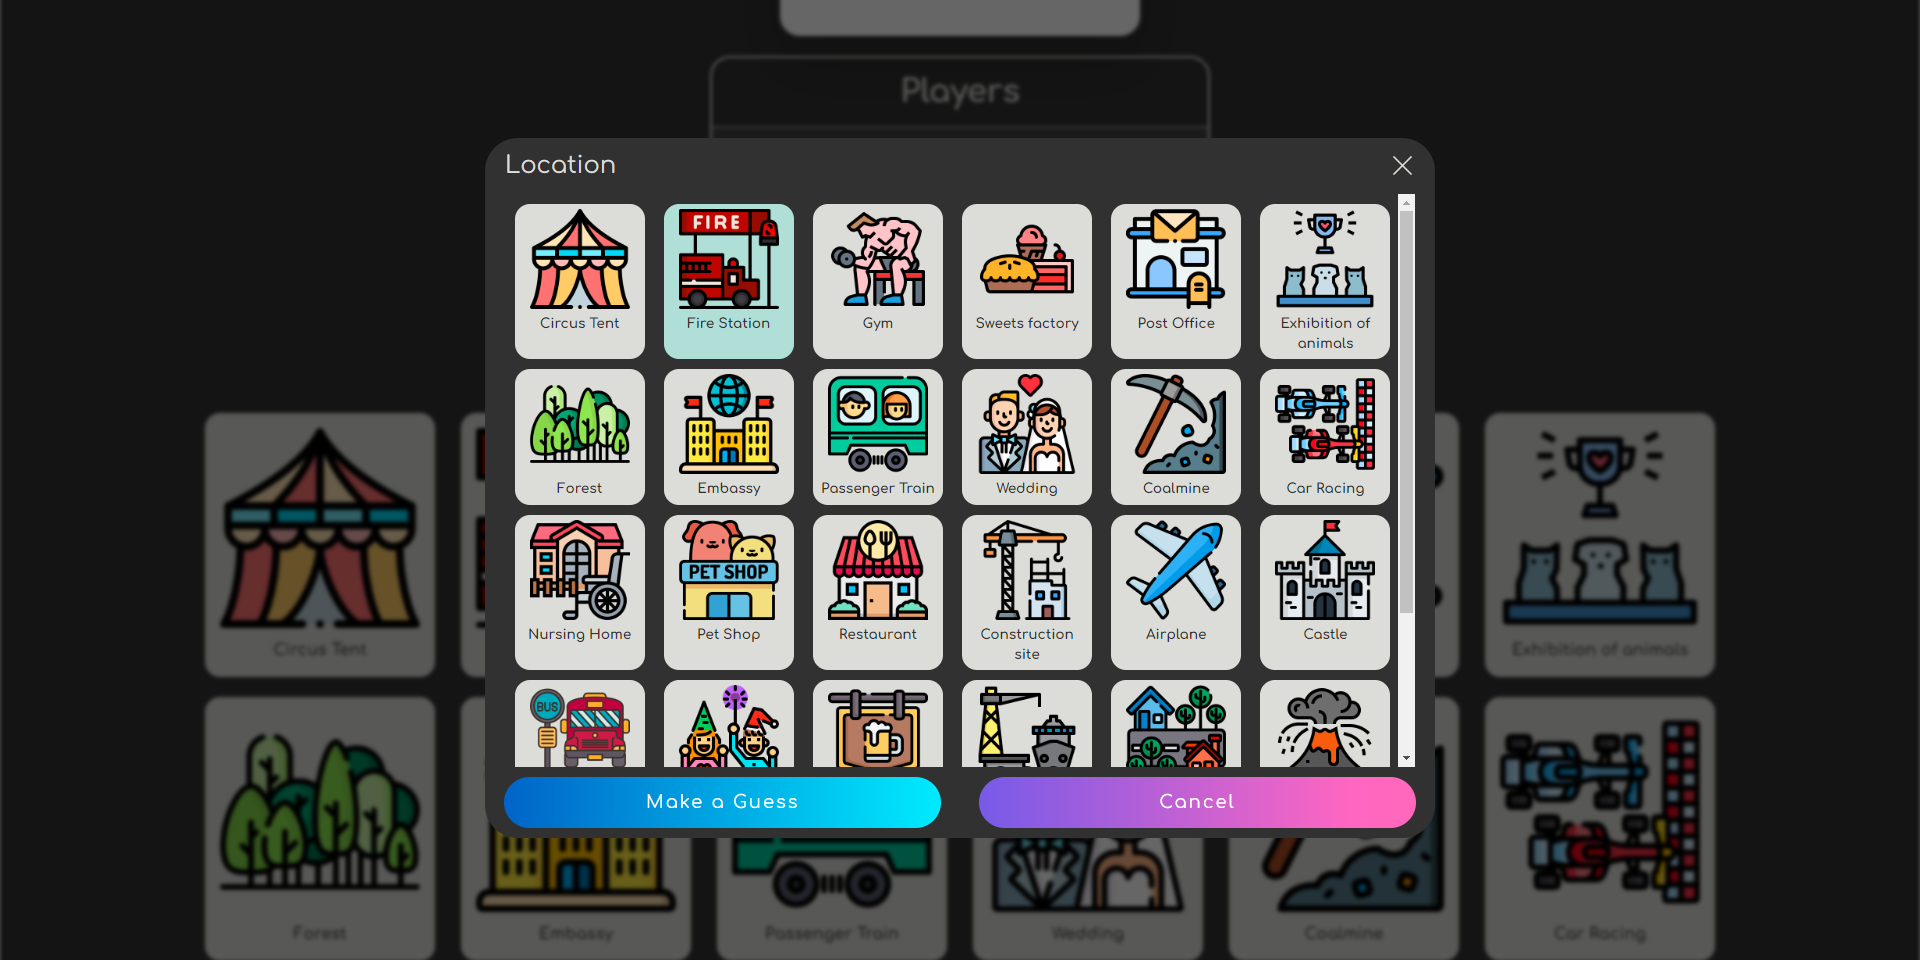 Players
Location
FIRE
Circus Tent
Fire Station
Gym
Sweets factory
Post Office
Exhibition of
animals
Forest
Embassy
Passenger Train
Wedding
Coalmine
Car Racing
PET SHOP
Nursing Home
Pet Shop
Restaurant
Construction
site
Airplane
Castle
BUS
Make a Guess
Cancel
Circus Tent
Exhibition of animals
Forest
Embassy
Passenger Train
Wedding
Coalmine
Car Racing